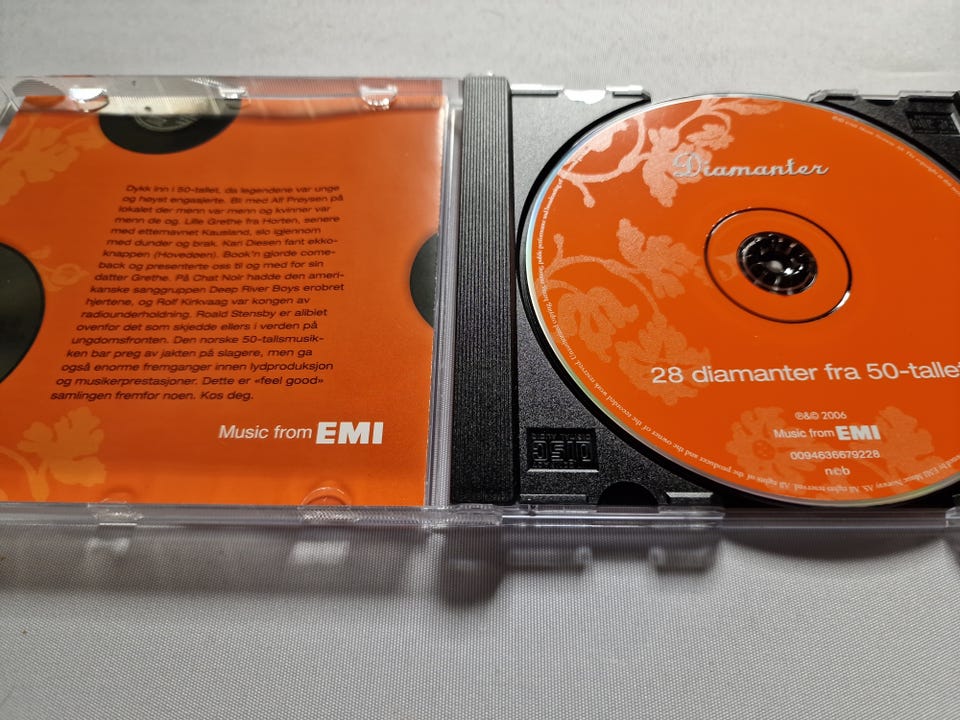 Dykk inn i 50-tallet, da legendene var unge
og høyst engasjerte. Bli med Alf Prøysen på
lokalet der menn var menn og kvinner var
menn de og. Lille Grethe fra Horten, senere
med etternavnet Kausland, slo igjennom
med dunder og brak. Kari Diesen fant ekko-
knappen (Hovedøen). Book'n gjorde come-
back og presenterte oss til og med for sin
datter Grethe. På Chat Noir hadde den ameri-
kanske sanggruppen Deep River Boys erobret
hjertene, og Rolf Kirkvaag var kongen av
radiounderholdning. Roald Stensby er alibiet
ovenfor det som skjedde ellers i verden på
ungdomsfronten. Den norske 50-tallsmusik-
ken bar preg av jakten på slagere, men ga
også enorme fremganger innen lydproduksjon
og musikerprestasjoner. Dette er «feel good»
samlingen fremfor noen. Kos deg.
Music from EMI
Diamanter
28 diamanter fra 50-tallet
℗&© 2006
Music from EMI
0094636679228
n©b
COMPACT
disc
DIGITAL AUDIO